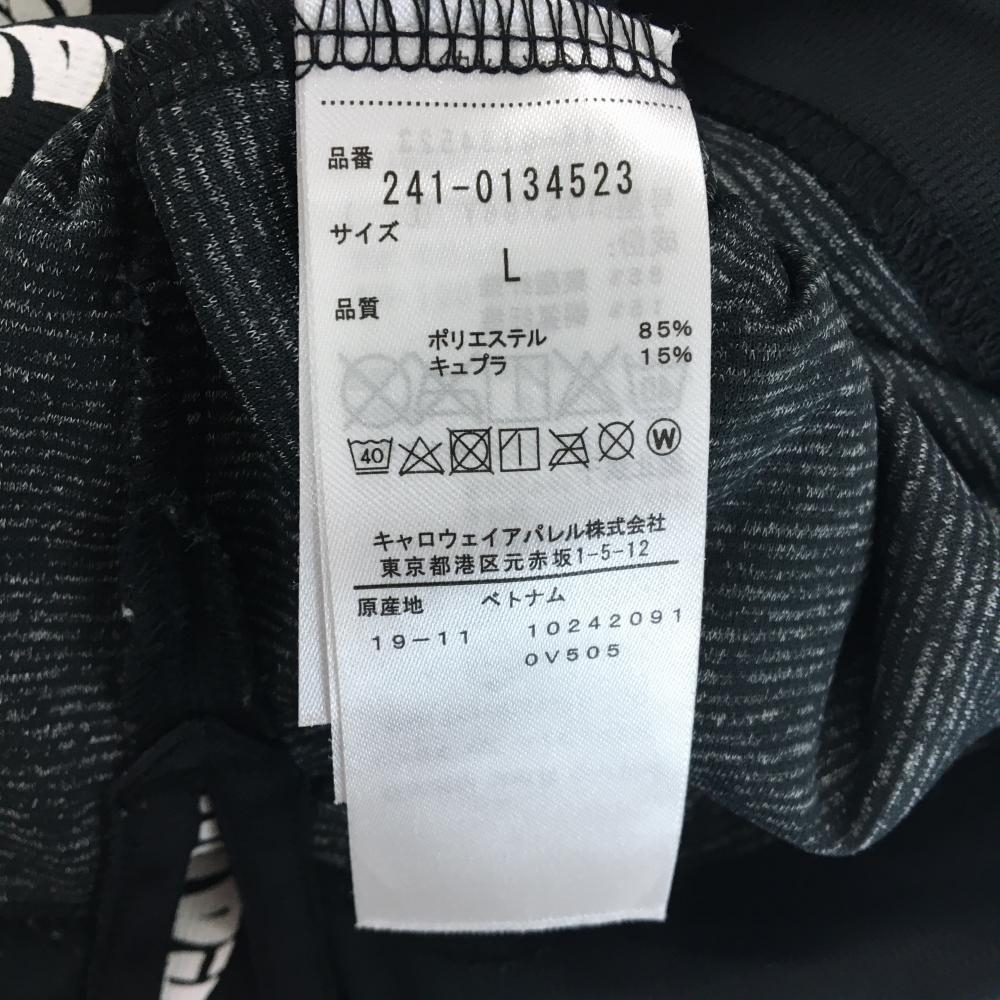 品番
241-0134523
サイズ
L
品質
ポリエステル 85%
キュプラ 15%
40 W
キャロウェイアパレル株式会社
東京都港区元赤坂1-5-12
原産地 ベトナム
19-11 10242091
0V505